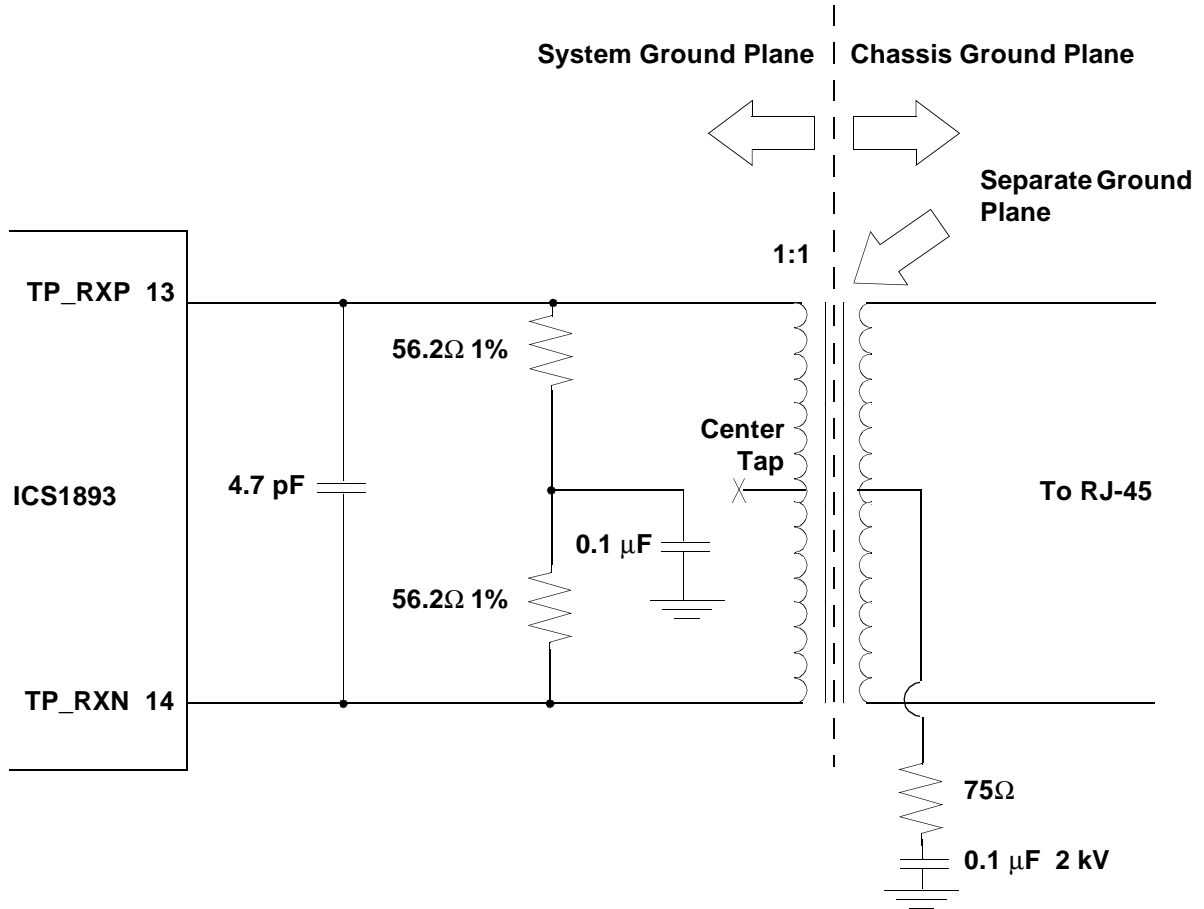 System Ground Plane
Chassis Ground Plane
Separate Ground
Plane
1:1
TP_RXP 13
56.2Ω 1%
Center
Tap
4.7 pF
ICS1893
To RJ-45
0.1 μF
56.2Ω 1%
TP_RXN 14
75Ω
0.1 μF 2 kV